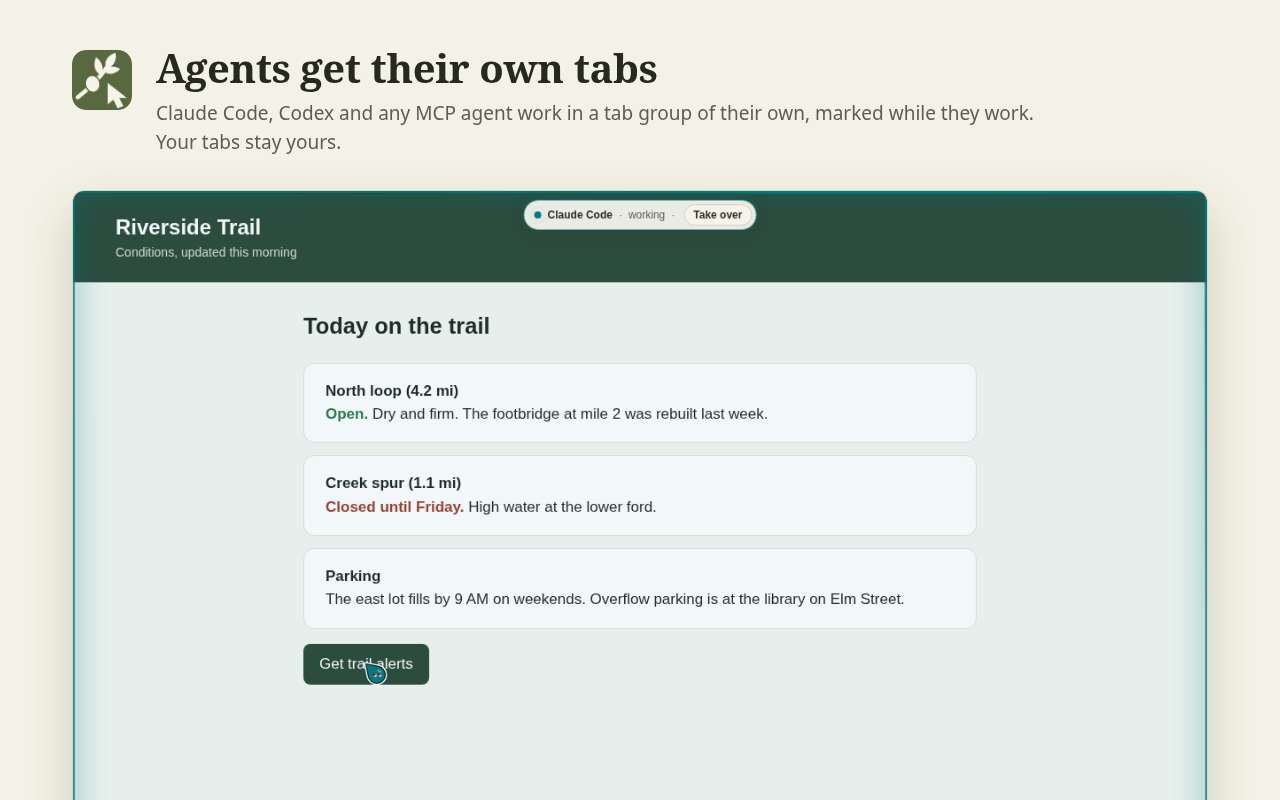 Agents get their own tabs
Claude Code, Codex and any MCP agent work in a tab group of their own, marked while they work.
Your tabs stay yours.
Riverside Trail
Conditions, updated this morning
Claude Code · working · Take over
Today on the trail
North loop (4.2 mi)
Open. Dry and firm. The footbridge at mile 2 was rebuilt last week.
Creek spur (1.1 mi)
Closed until Friday. High water at the lower ford.
Parking
The east lot fills by 9 AM on weekends. Overflow parking is at the library on Elm Street.
Get trail alerts